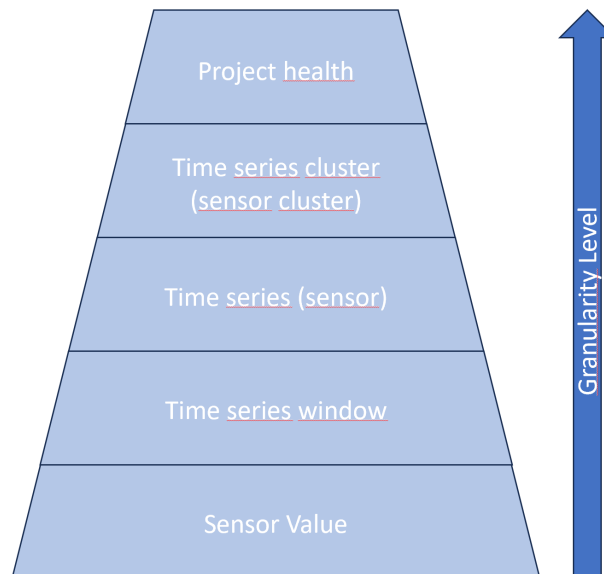 Project health
Time series cluster
(sensor cluster)
Time series (sensor)
Time series window
Sensor Value
Granularity Level